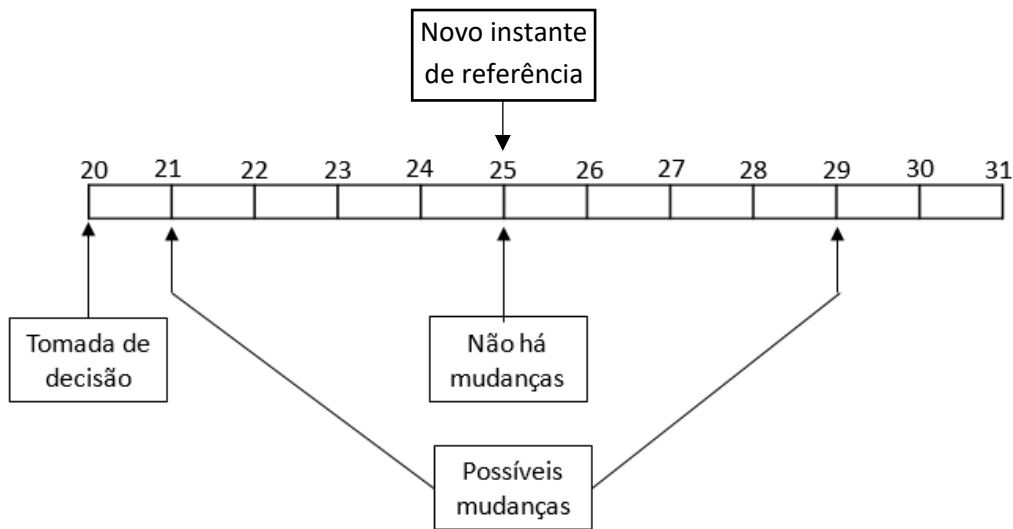 Novo instante
de referência
20 21 22 23 24 25 26 27 28 29 30 31
Tomada de
decisão
Não há
mudanças
Possíveis
mudanças